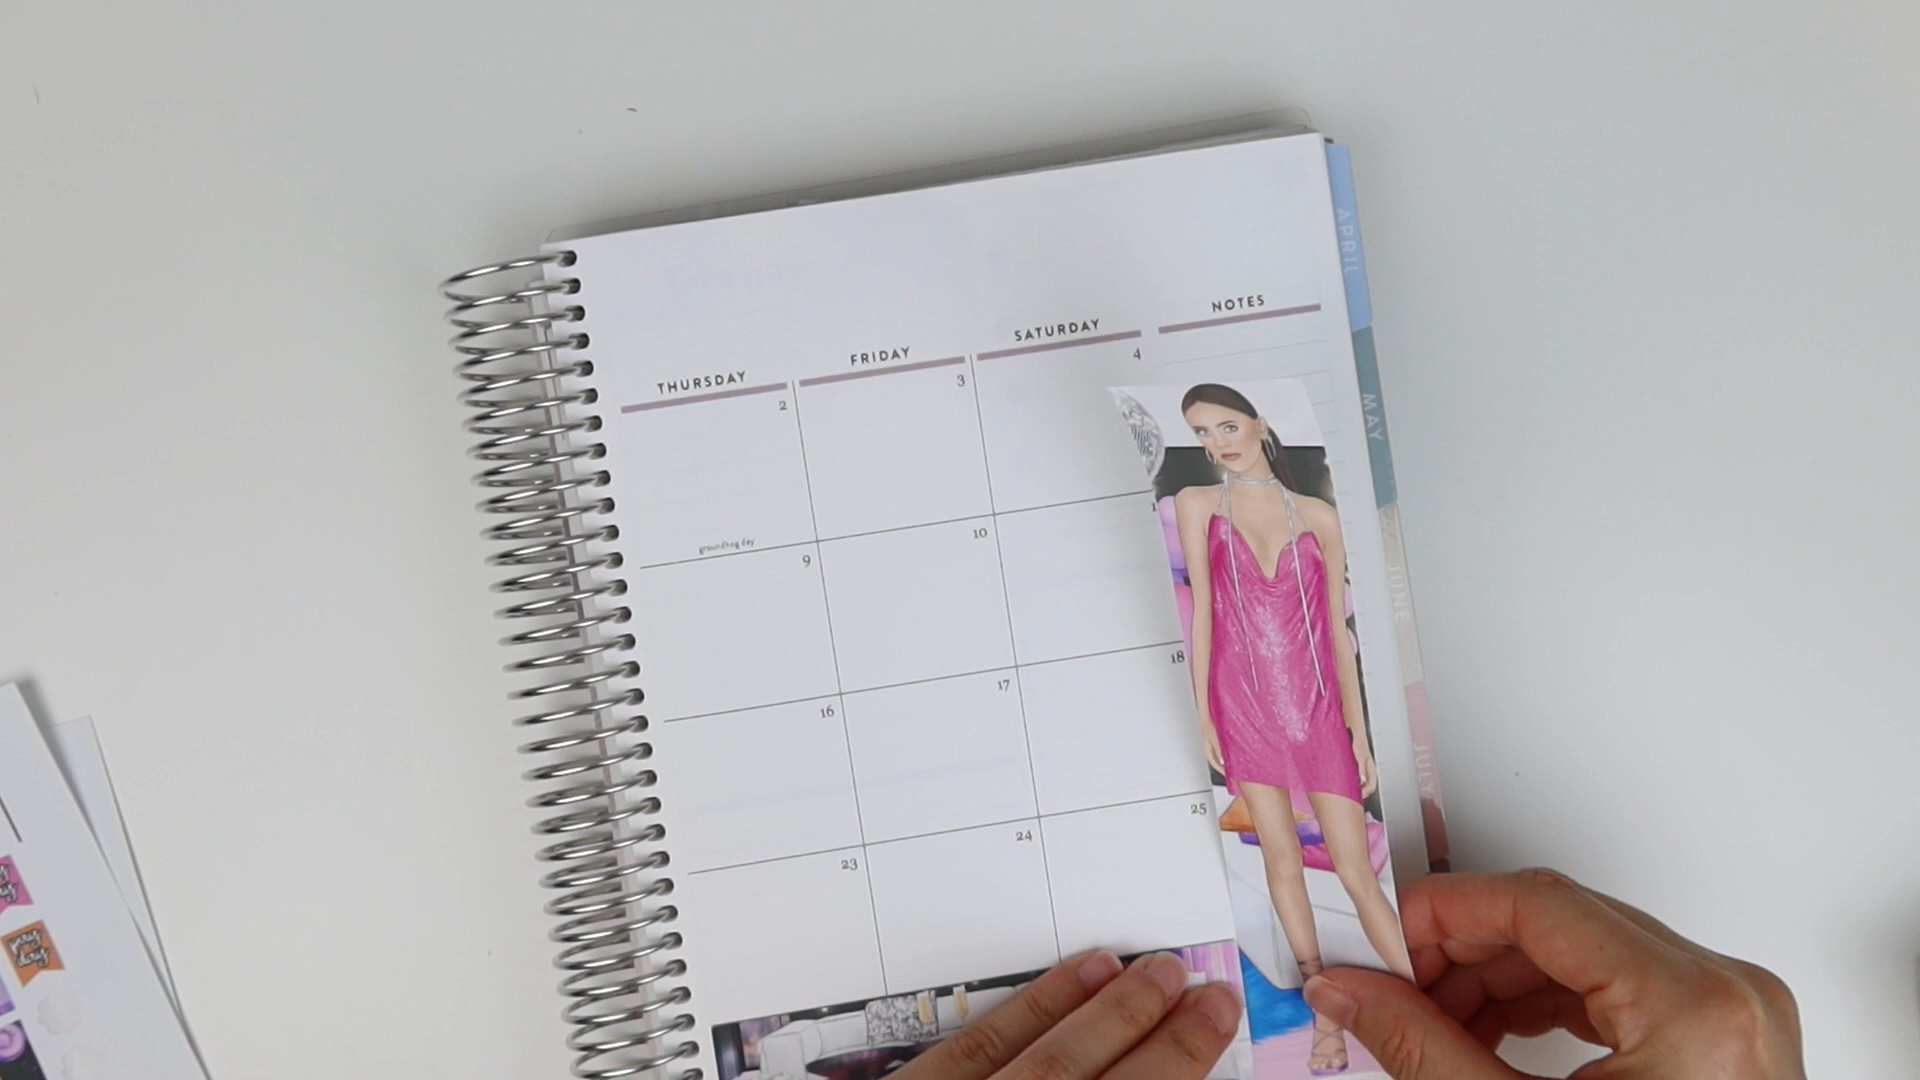 NOTES
SATURDAY
FRIDAY
THURSDAY
2
3
4
groundhog day
9
10
16
17
18
23
24
25
APRIL
MAY
JUNE
JULY